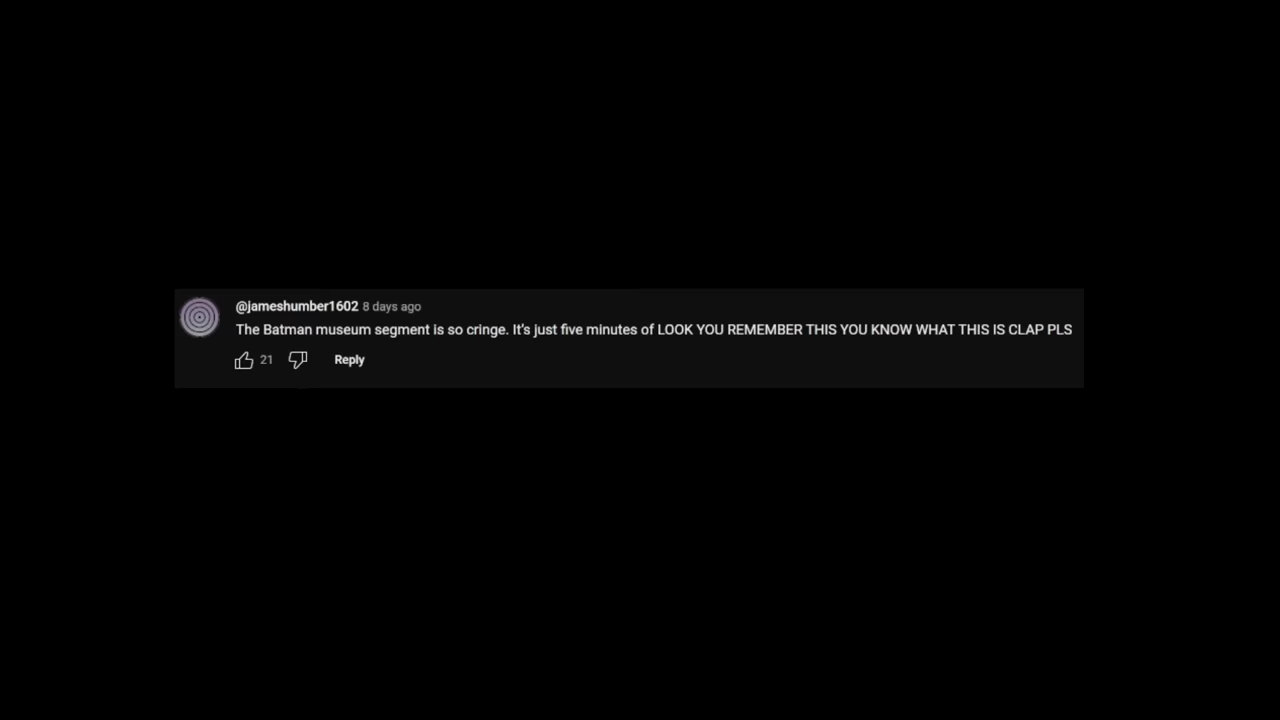 @jameshumber1602 8 days ago
The Batman museum segment is so cringe. It's just five minutes of LOOK YOU REMEMBER THIS YOU KNOW WHAT THIS IS CLAP PLS
21 Reply